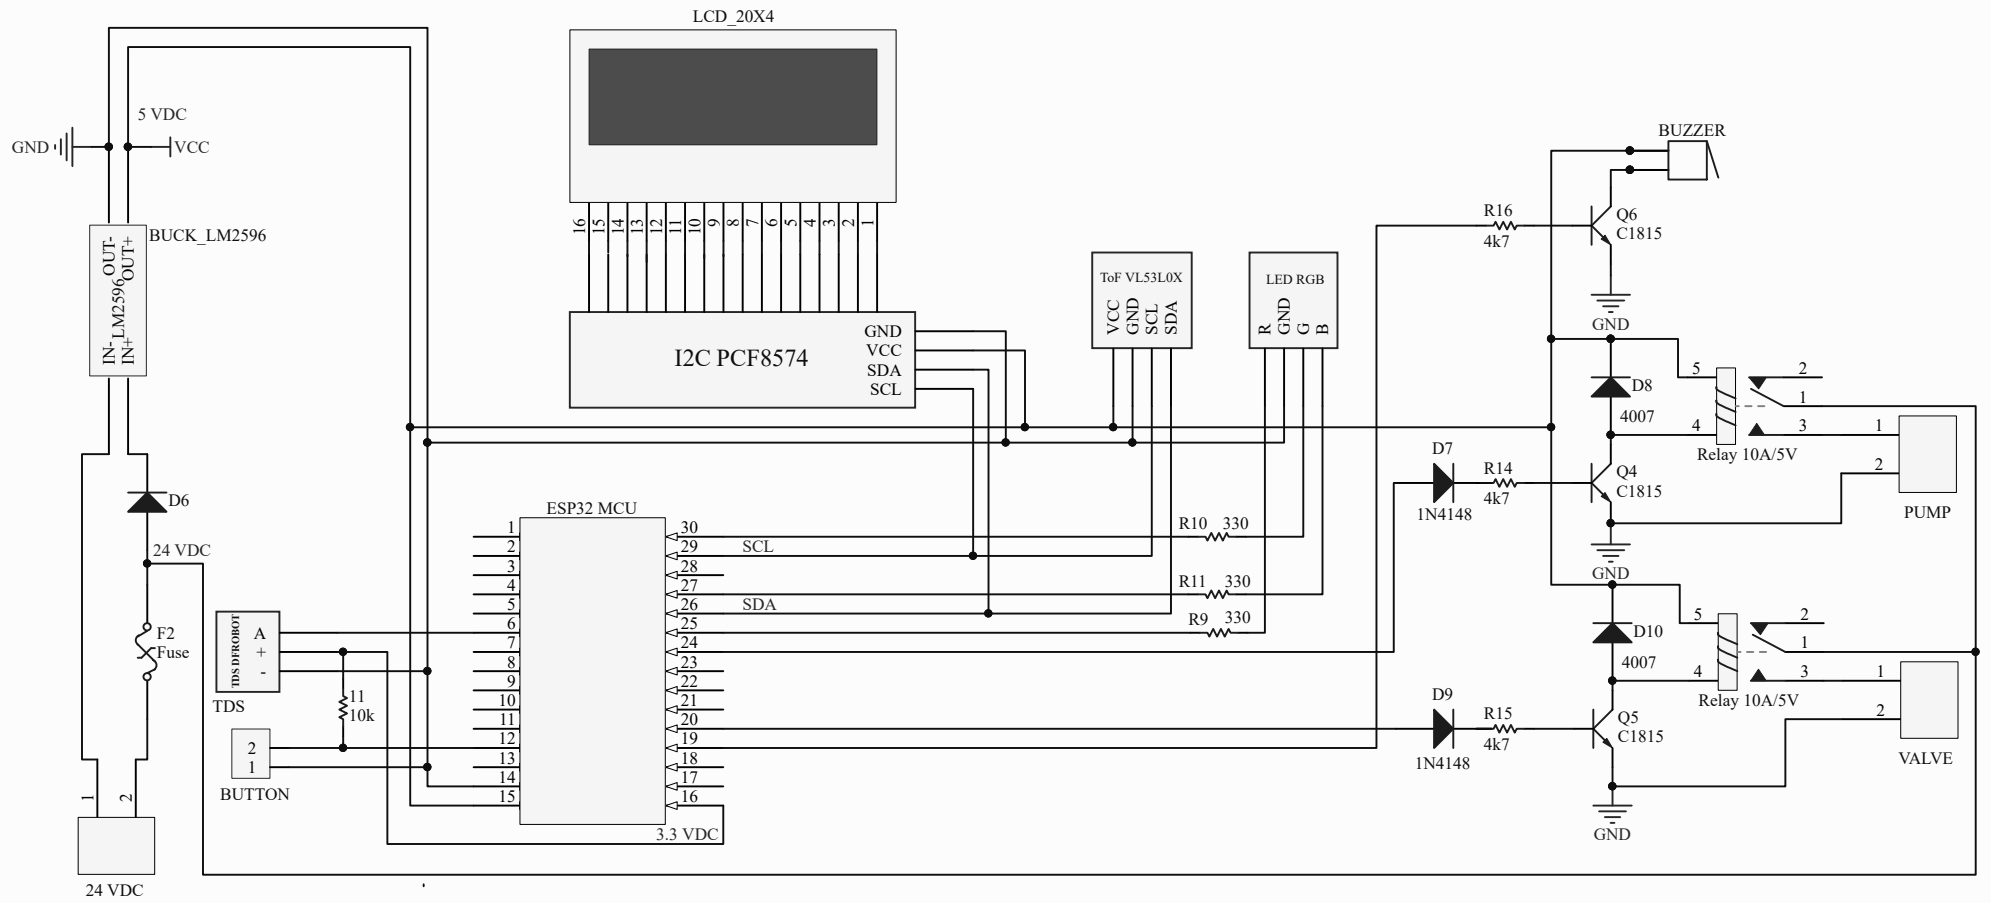 LCD_20X4
16 15 14 13 12 11 10 9 8 7 6 5 4 3 2 1
I2C PCF8574
GND
VCC
SDA
SCL
5 VDC
GND
VCC
BUCK_LM2596
OUT-
OUT+
LM2596
IN-
IN+
D6
24 VDC
F2
Fuse
TDS DFROBOT
A
+
-
TDS
11
10k
2
1
BUTTON
1
2
24 VDC
ESP32 MCU
1
2
3
4
5
6
7
8
9
10
11
12
13
14
15
30
29
28
27
26
25
24
23
22
21
20
19
18
17
16
SCL
SDA
3.3 VDC
ToF VL53L0X
VCC
GND
SCL
SDA
LED RGB
R
GND
G
B
R10 330
R11 330
R9 330
BUZZER
R16
4k7
Q6
C1815
GND
D8
4007
5
4
2
1
3
Relay 10A/5V
1
2
PUMP
D7
1N4148
R14
4k7
Q4
C1815
GND
D10
4007
5
4
2
1
3
Relay 10A/5V
1
2
VALVE
D9
1N4148
R15
4k7
Q5
C1815
GND